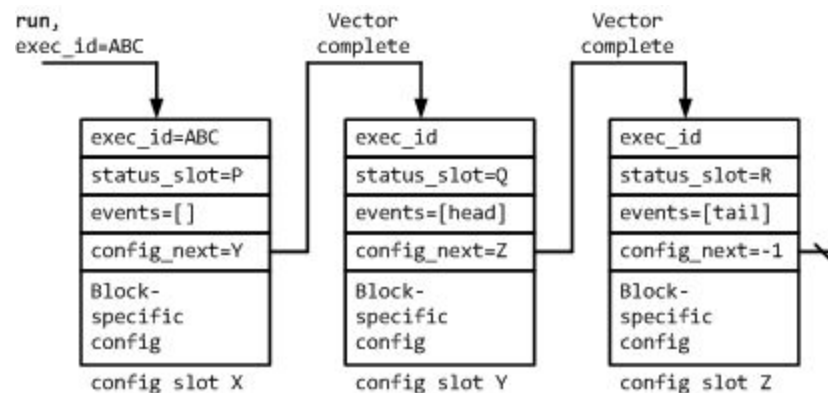 run,
exec_id=ABC
Vector
complete
Vector
complete
exec_id=ABC
status_slot=P
events=[]
config_next=Y
Block-
specific
config
config slot X
exec_id
status_slot=Q
events=[head]
config_next=Z
Block-
specific
config
config slot Y
exec_id
status_slot=R
events=[tail]
config_next=-1
Block-
specific
config
config slot Z